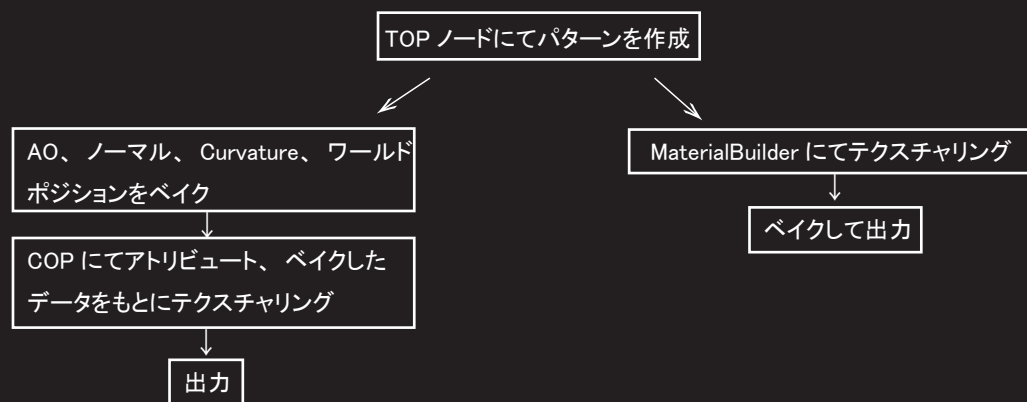 TOP ノードにてパターンを作成
AO、 ノーマル、 Curvature、 ワールド
ポジションをベイク
COP にてアトリビュート、 ベイクした
データをもとにテクスチャリング
出力
MaterialBuilder にてテクスチャリング
ベイクして出力